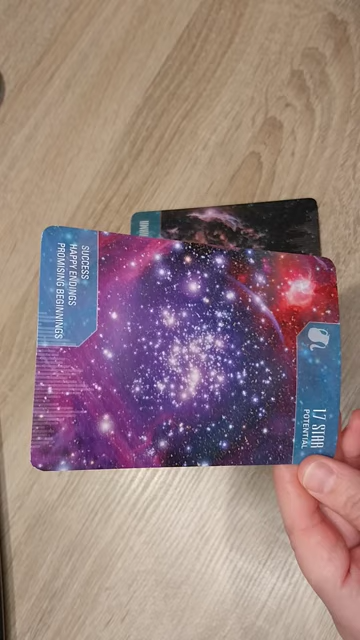 17 STAR
POTENTIAL
SUCCESS
HAPPY ENDINGS
PROMISING BEGINNINGS